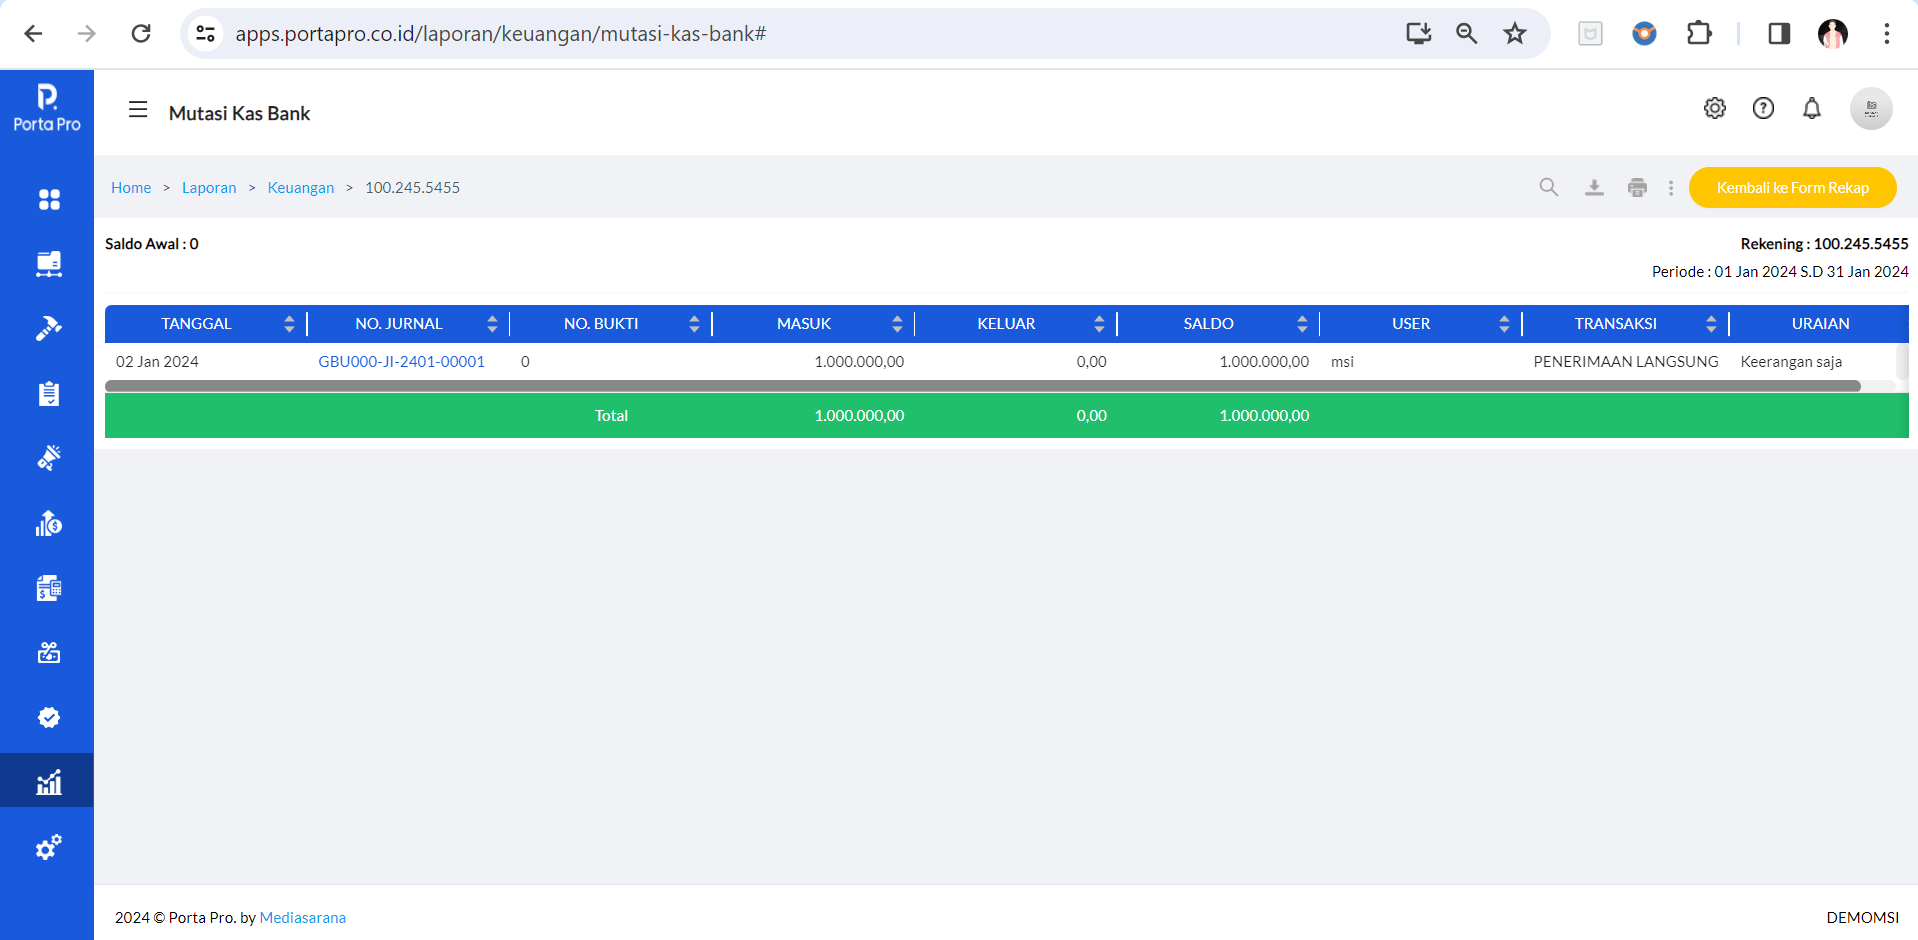 apps.portapro.co.id/laporan/keuangan/mutasi-kas-bank#
Porta Pro
Mutasi Kas Bank
Home > Laporan > Keuangan > 100.245.5455
Kembali ke Form Rekap
Saldo Awal : 0
Rekening : 100.245.5455
Periode : 01 Jan 2024 S.D 31 Jan 2024
TANGGAL NO. JURNAL NO. BUKTI MASUK KELUAR SALDO USER TRANSAKSI URAIAN
02 Jan 2024 GBU000-JI-2401-00001 0 1.000.000,00 0,00 1.000.000,00 msi PENERIMAAN LANGSUNG Keerangan saja
Total 1.000.000,00 0,00 1.000.000,00
2024 © Porta Pro. by Mediasarana
DEMOMSI